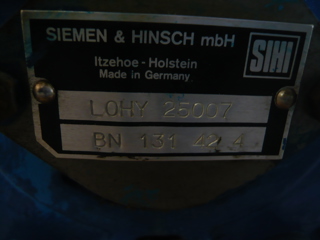 SIEMEN & HINSCH mbH
SIHI
Itzehoe-Holstein
Made in Germany
LOHY 25007
BN 131 42 4